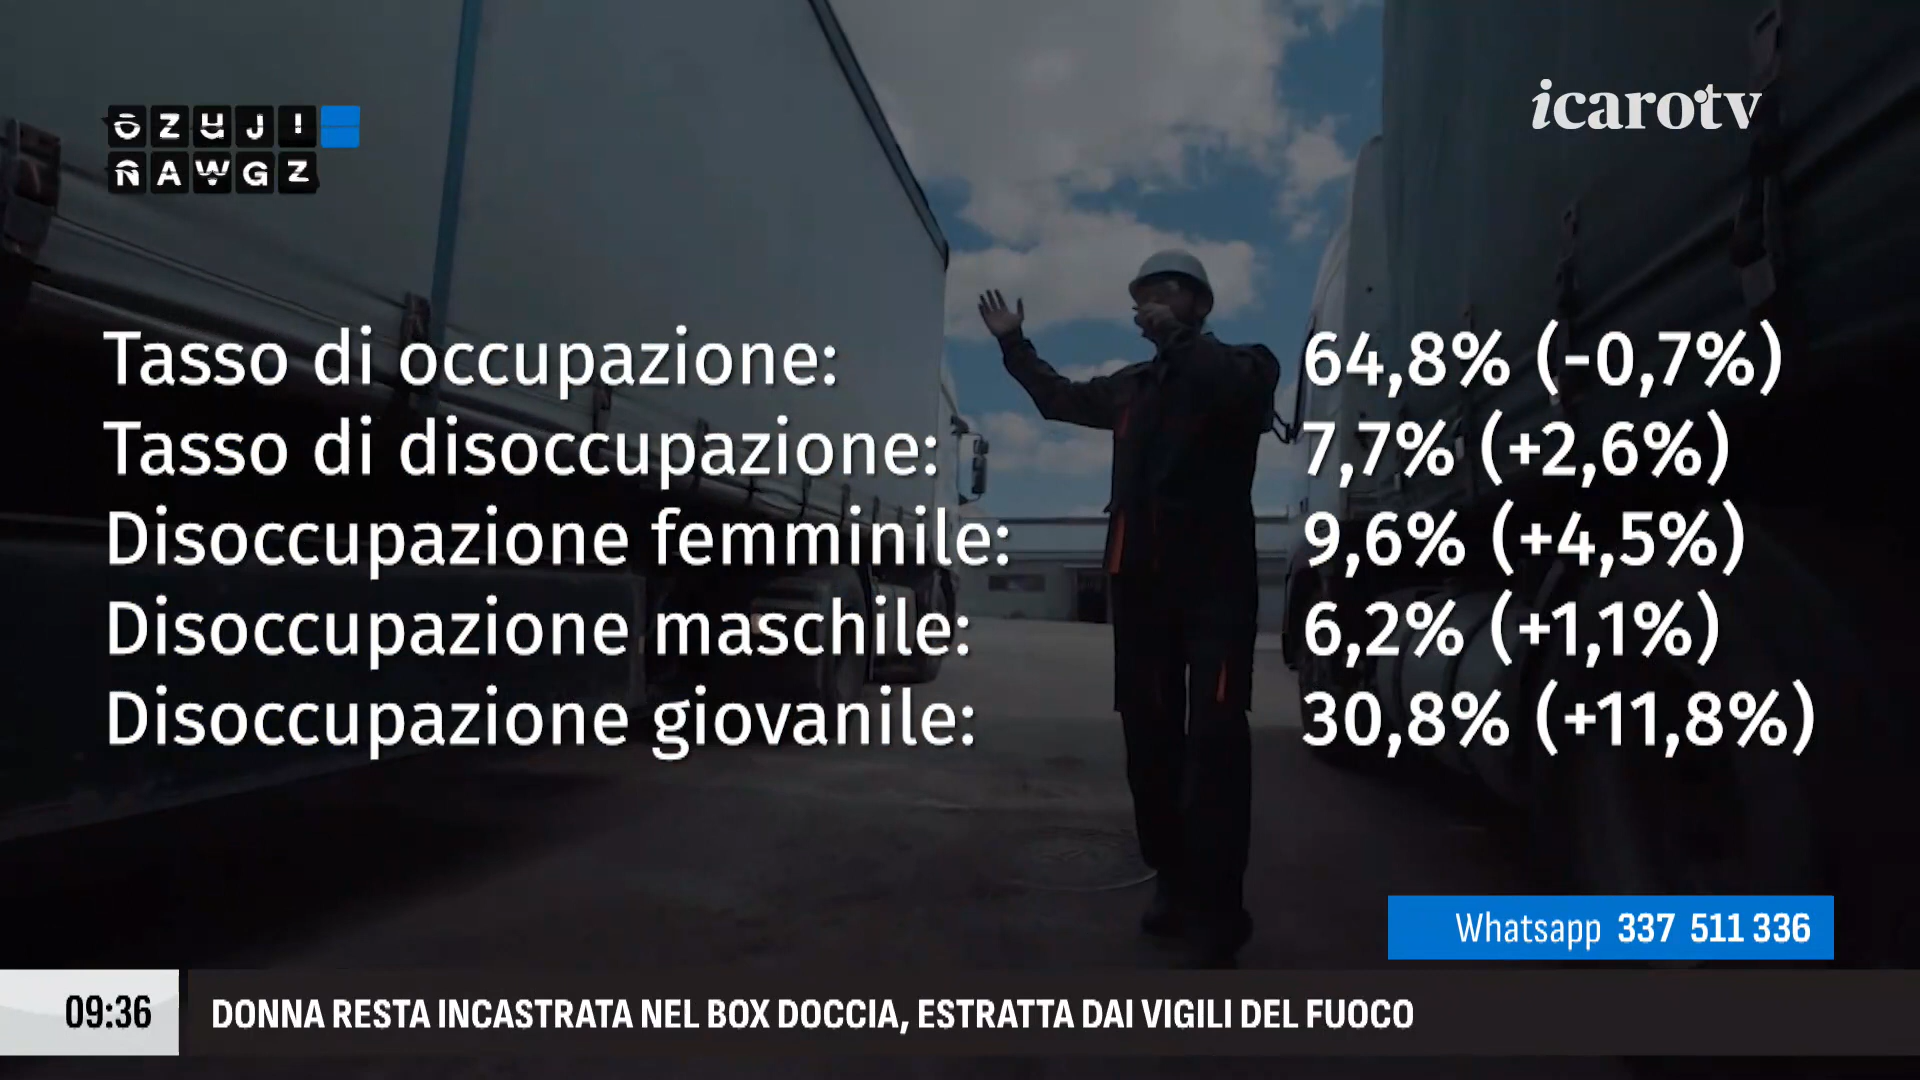 icarotv
Tasso di occupazione: 64,8% (-0,7%)
Tasso di disoccupazione: 7,7% (+2,6%)
Disoccupazione femminile: 9,6% (+4,5%)
Disoccupazione maschile: 6,2% (+1,1%)
Disoccupazione giovanile: 30,8% (+11,8%)
Whatsapp 337 511 336
09:36 DONNA RESTA INCASTRATA NEL BOX DOCCIA, ESTRATTA DAI VIGILI DEL FUOCO